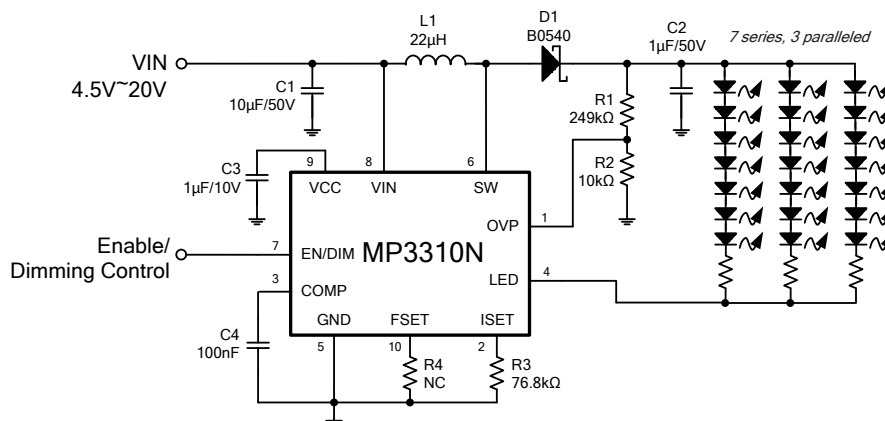 L1
22μH
D1
B0540
C2
1μF/50V
7 series, 3 paralleled
VIN
4.5V~20V
C1
10μF/50V
R1
249kΩ
R2
10kΩ
C3
1μF/10V
9
8
6
VCC
VIN
SW
OVP
1
Enable/
Dimming Control
7
EN/DIM
MP3310N
LED
4
3
COMP
GND
FSET
ISET
C4
100nF
5
10
2
R4
NC
R3
76.8kΩ